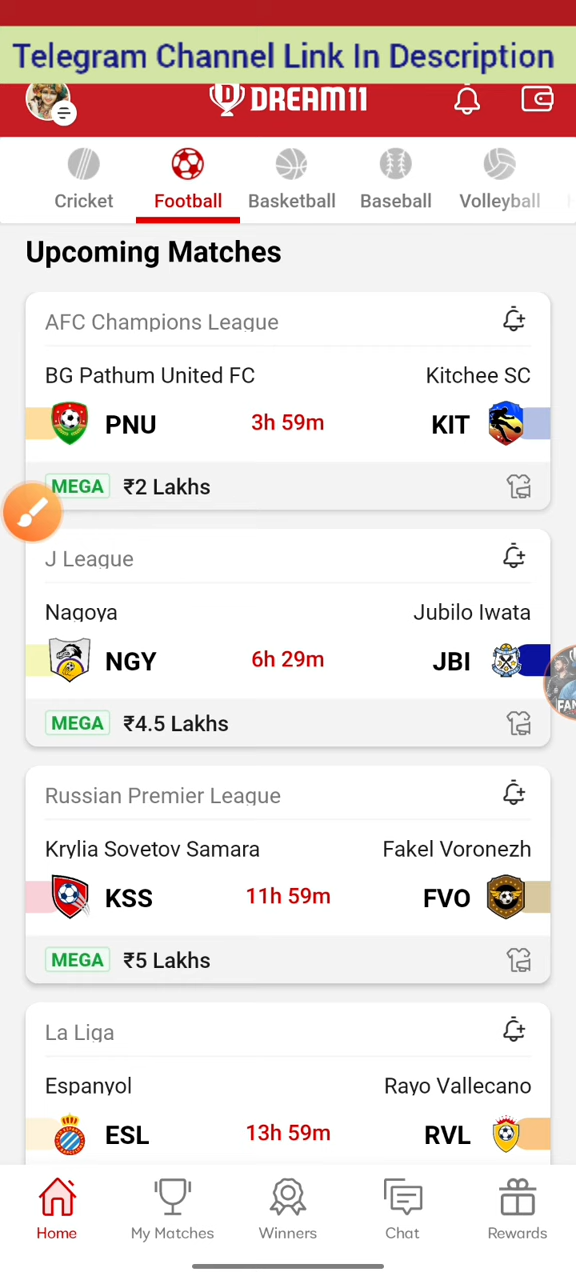 Telegram Channel Link In Description
DREAM11
Cricket
Football
Basketball
Baseball
Volleyball
Upcoming Matches
AFC Champions League
BG Pathum United FC
Kitchee SC
PNU
3h 59m
KIT
MEGA
₹2 Lakhs
J League
Nagoya
Jubilo Iwata
NGY
6h 29m
JBI
MEGA
₹4.5 Lakhs
Russian Premier League
Krylia Sovetov Samara
Fakel Voronezh
KSS
11h 59m
FVO
MEGA
₹5 Lakhs
La Liga
Espanyol
Rayo Vallecano
ESL
13h 59m
RVL
Home
My Matches
Winners
Chat
Rewards